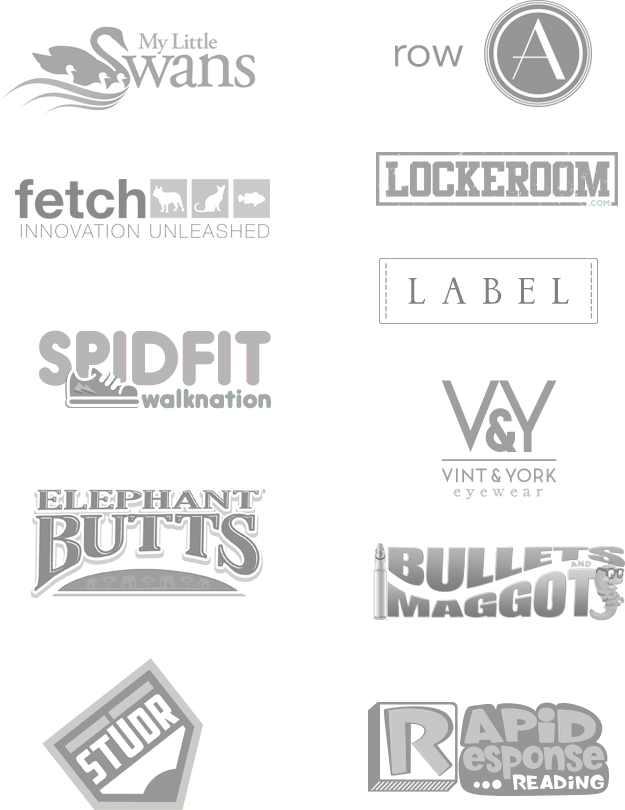 My Little
Swans
row A
fetch
INNOVATION UNLEASHED
LOCKEROOM
.COM
LABEL
SPIDFIT
walknation
V&Y
VINT & YORK
eyewear
ELEPHANT
BUTTS
BULLETS
AND
MAGGOTS
STUDR
RAPiD
Response
READiNG